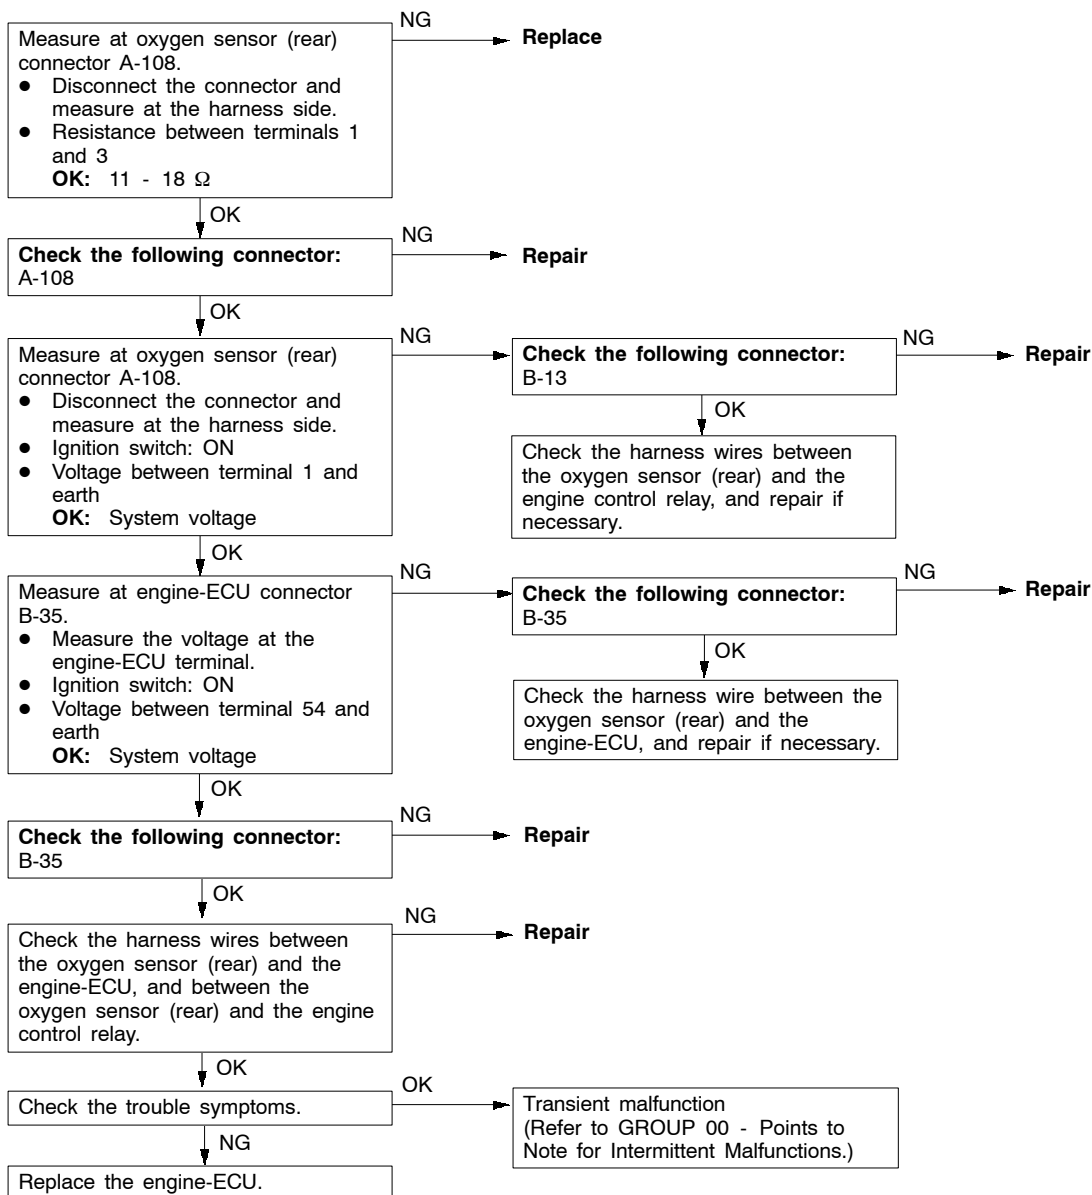 NG
Measure at oxygen sensor (rear)
connector A-108.
● Disconnect the connector and
measure at the harness side.
● Resistance between terminals 1
and 3
OK: 11 - 18 Ω
Replace
OK
NG
Check the following connector:
A-108
Repair
OK
NG
Measure at oxygen sensor (rear)
connector A-108.
● Disconnect the connector and
measure at the harness side.
● Ignition switch: ON
● Voltage between terminal 1 and
earth
OK: System voltage
NG
Check the following connector:
B-13
Repair
OK
Check the harness wires between
the oxygen sensor (rear) and the
engine control relay, and repair if
necessary.
OK
NG
Measure at engine-ECU connector
B-35.
● Measure the voltage at the
engine-ECU terminal.
● Ignition switch: ON
● Voltage between terminal 54 and
earth
OK: System voltage
NG
Check the following connector:
B-35
Repair
OK
Check the harness wire between the
oxygen sensor (rear) and the
engine-ECU, and repair if necessary.
OK
NG
Check the following connector:
B-35
Repair
OK
NG
Check the harness wires between
the oxygen sensor (rear) and the
engine-ECU, and between the
oxygen sensor (rear) and the engine
control relay.
Repair
OK
OK
Check the trouble symptoms.
Transient malfunction
(Refer to GROUP 00 - Points to
Note for Intermittent Malfunctions.)
NG
Replace the engine-ECU.